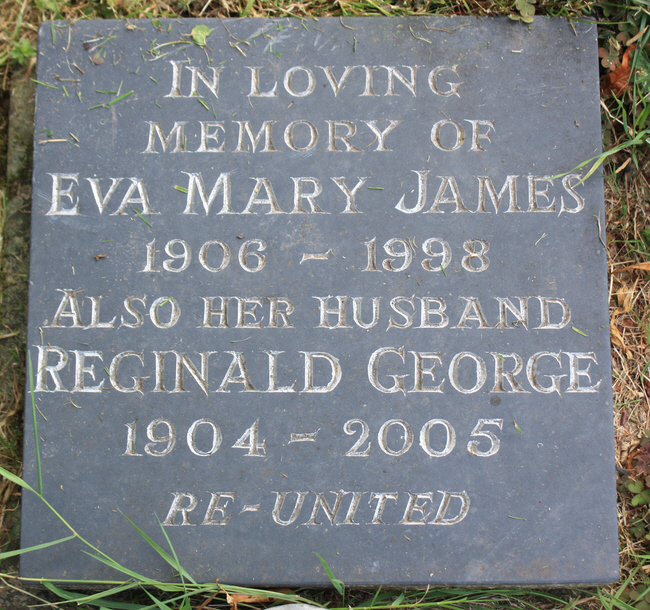 IN LOVING
MEMORY OF
EVA MARY JAMES
1906 - 1998
ALSO HER HUSBAND
REGINALD GEORGE
1904 - 2005
RE-UNITED